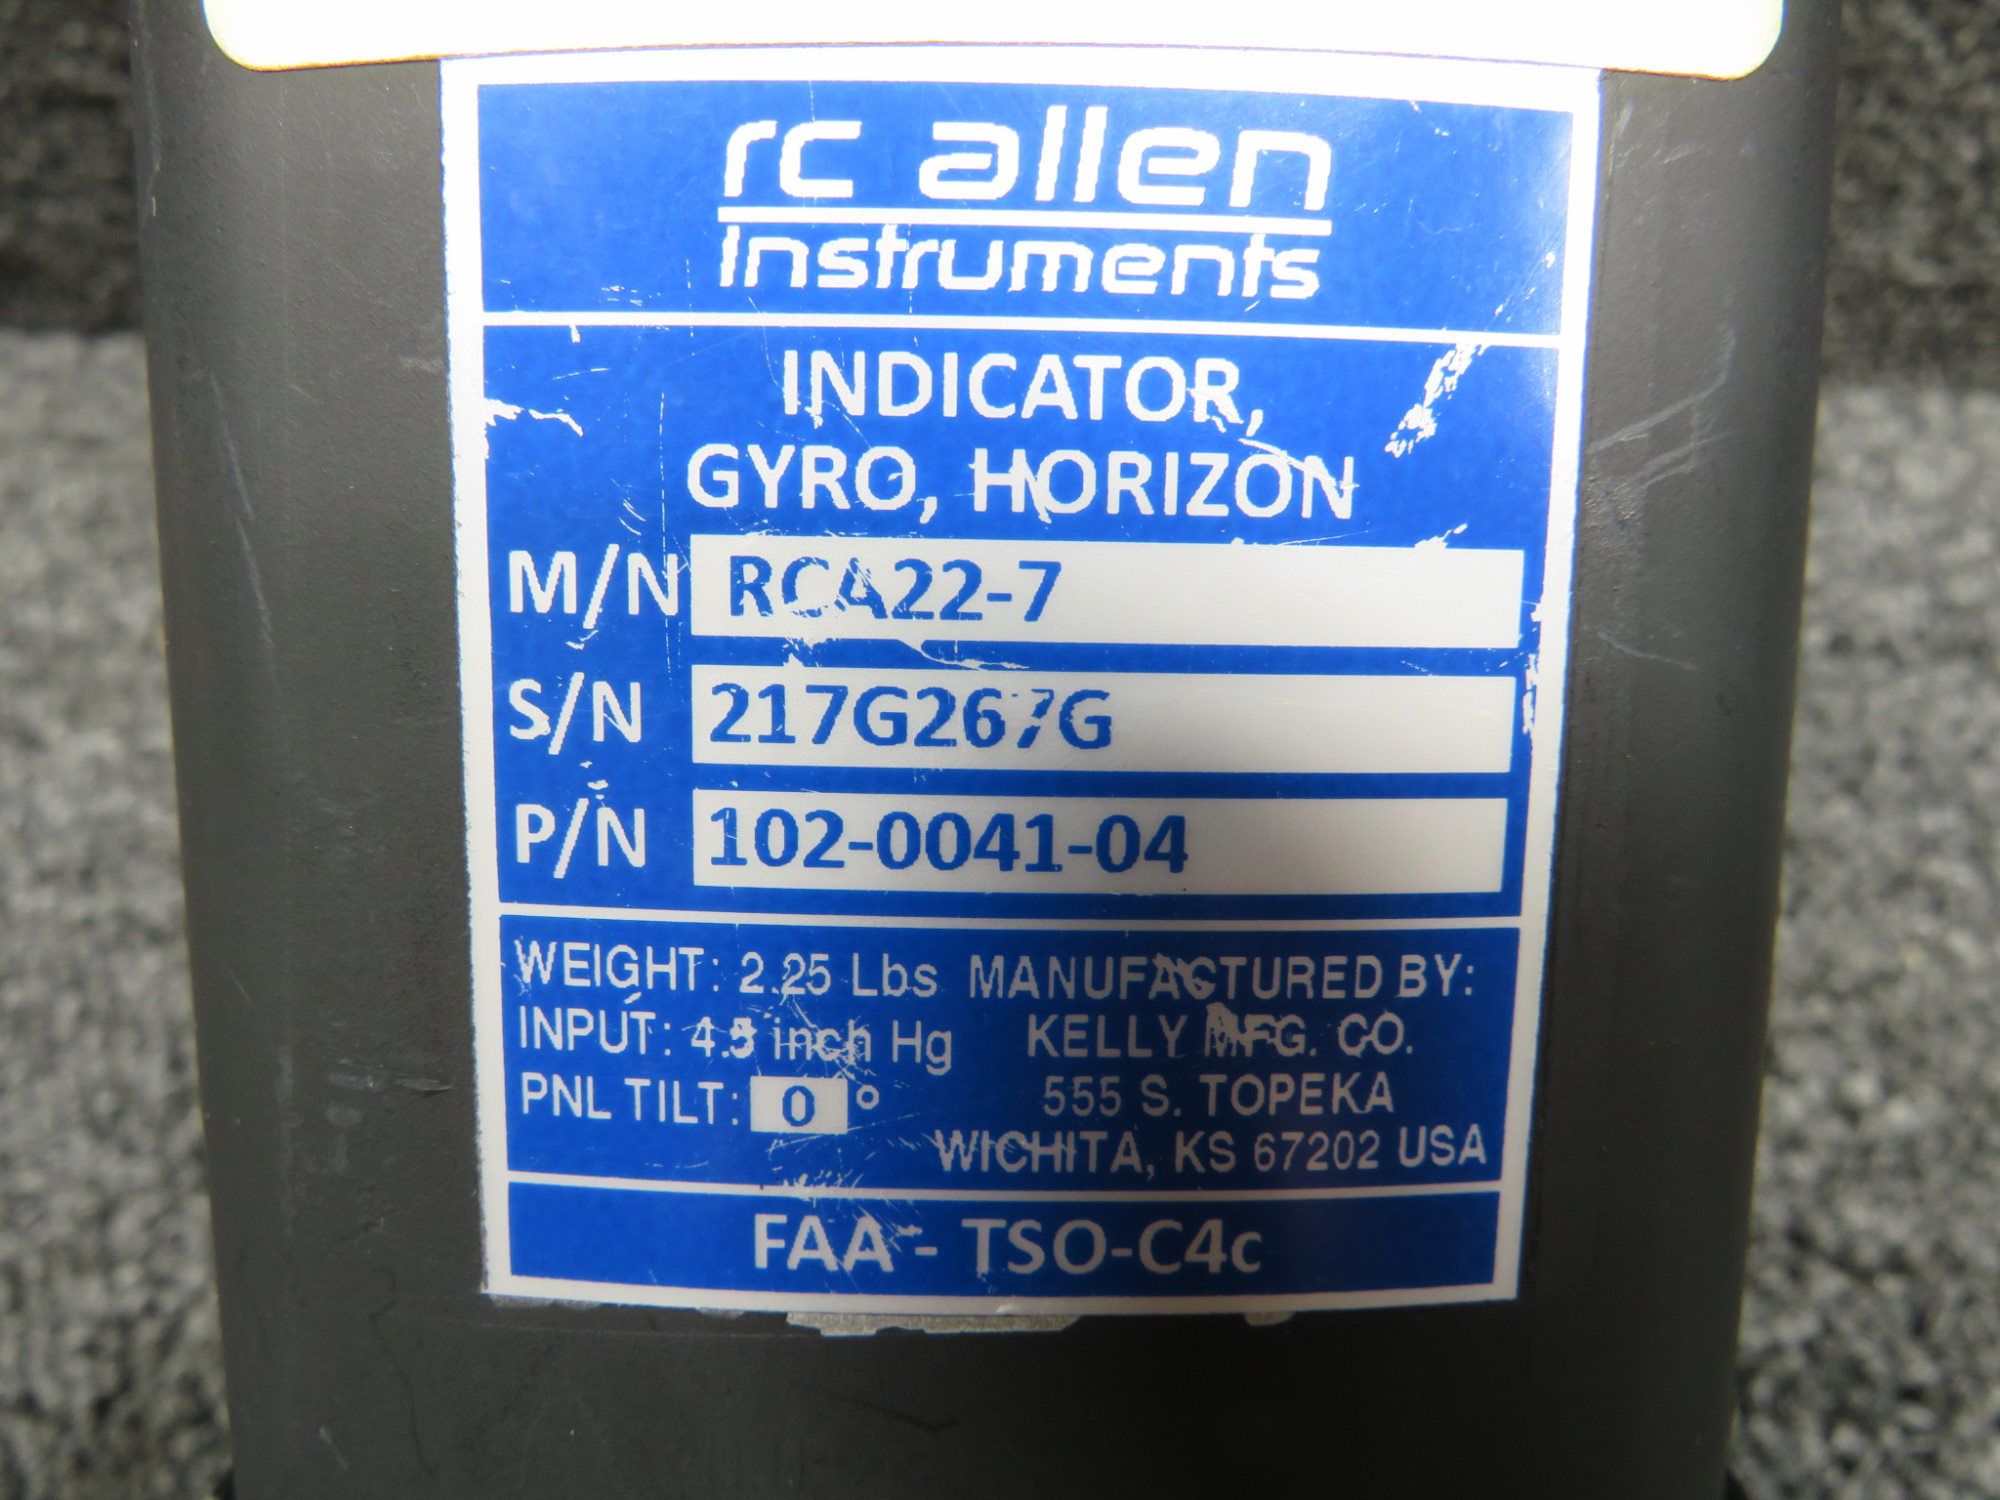 rc allen
Instruments
INDICATOR,
GYRO, HORIZON
M/N RCA22-7
S/N 217G267G
P/N 102-0041-04
WEIGHT: 2.25 Lbs
INPUT: 4.5 inch Hg
PNL TILT: 0°
MANUFACTURED BY:
KELLY MFG. CO.
555 S. TOPEKA
WICHITA, KS 67202 USA
FAA - TSO-C4c